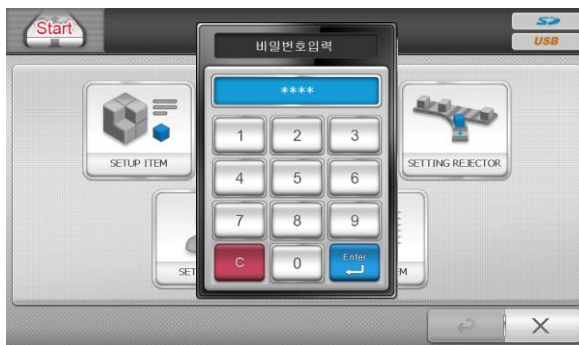 Start
SD
USB
비밀번호입력
****
1 2 3
4 5 6
7 8 9
C 0 Enter
SETUP ITEM
SETTING REJECTOR
SET
EM